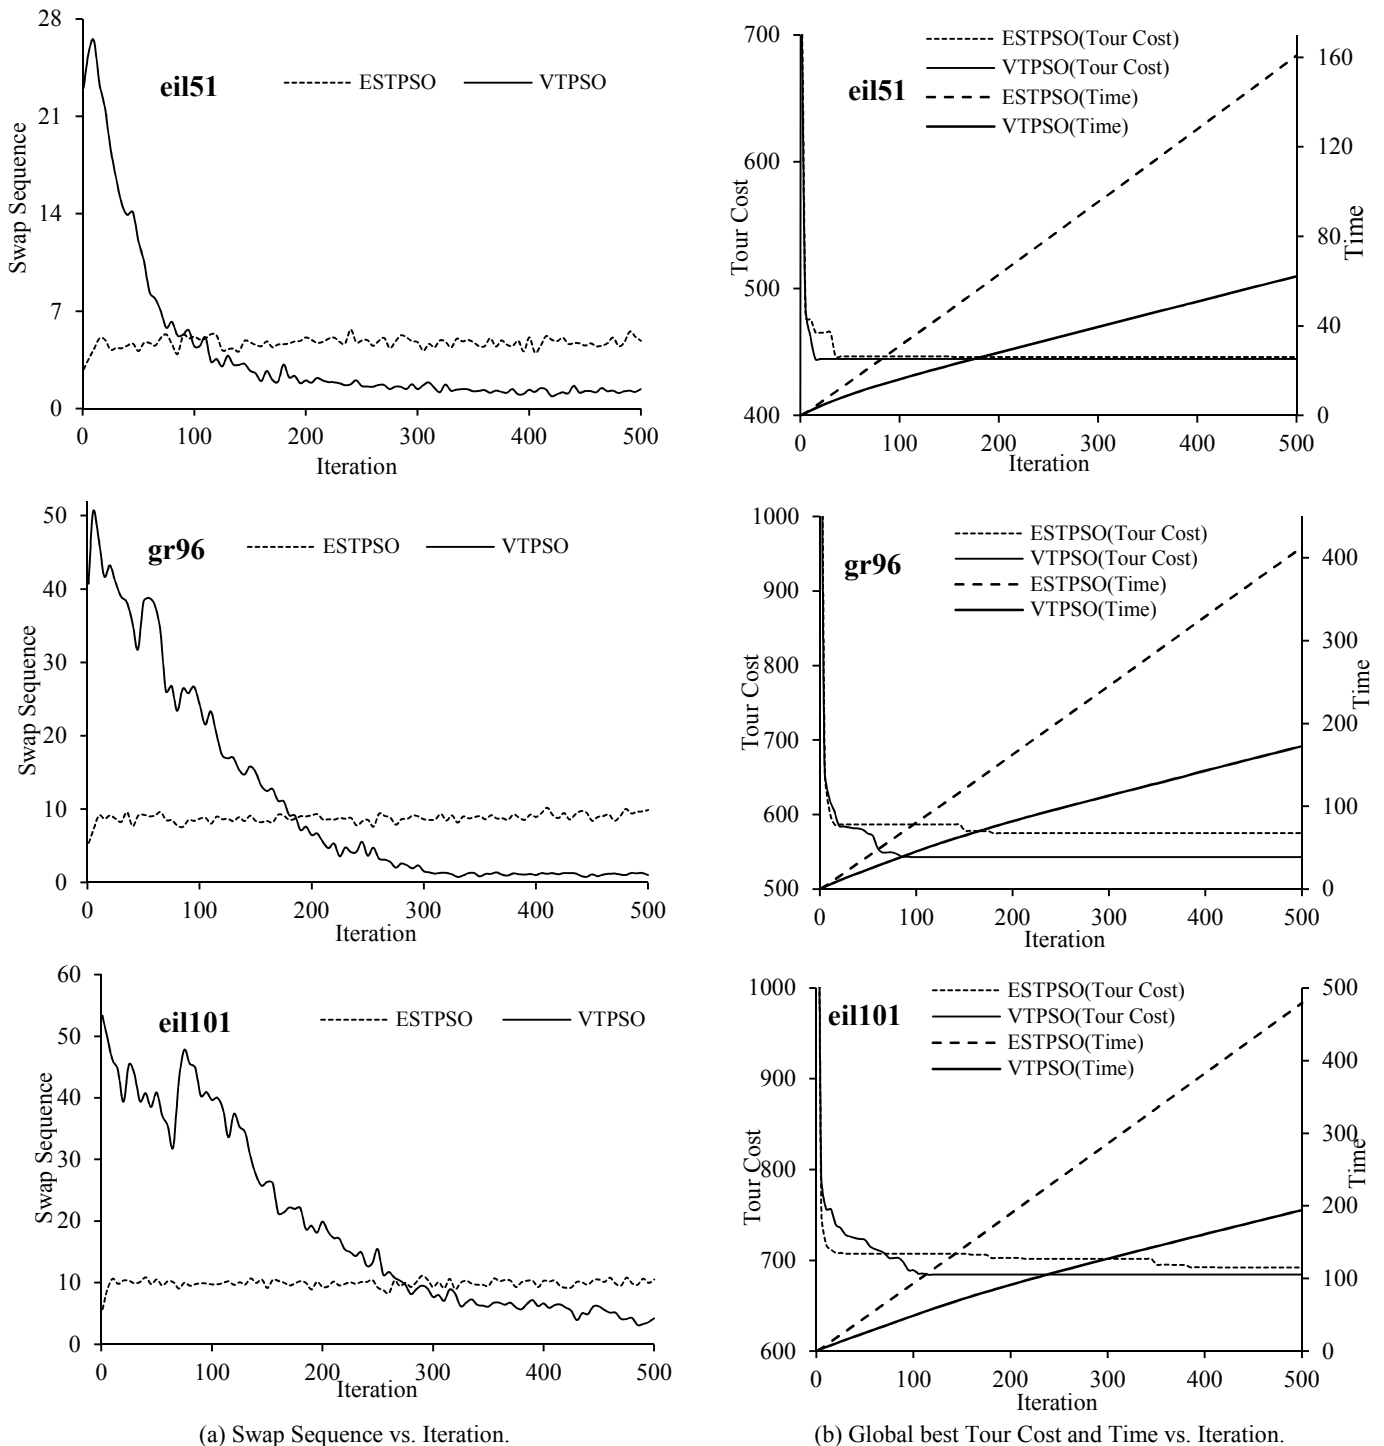 28
21
14
7
0
Swap Sequence
eil51
ESTPSO
VTPSO
0 100 200 300 400 500
Iteration
700
600
500
400
Tour Cost
eil51
ESTPSO(Tour Cost)
VTPSO(Tour Cost)
ESTPSO(Time)
VTPSO(Time)
160
120
80
40
0
Time
0 100 200 300 400 500
Iteration
50
40
30
20
10
0
Swap Sequence
gr96
ESTPSO
VTPSO
0 100 200 300 400 500
Iteration
1000
900
800
700
600
500
Tour Cost
gr96
ESTPSO(Tour Cost)
VTPSO(Tour Cost)
ESTPSO(Time)
VTPSO(Time)
400
300
200
100
0
Time
0 100 200 300 400 500
Iteration
60
50
40
30
20
10
0
Swap Sequence
eil101
ESTPSO
VTPSO
0 100 200 300 400 500
Iteration
1000
900
800
700
600
Tour Cost
eil101
ESTPSO(Tour Cost)
VTPSO(Tour Cost)
ESTPSO(Time)
VTPSO(Time)
500
400
300
200
100
0
Time
0 100 200 300 400 500
Iteration
(a) Swap Sequence vs. Iteration.
(b) Global best Tour Cost and Time vs. Iteration.